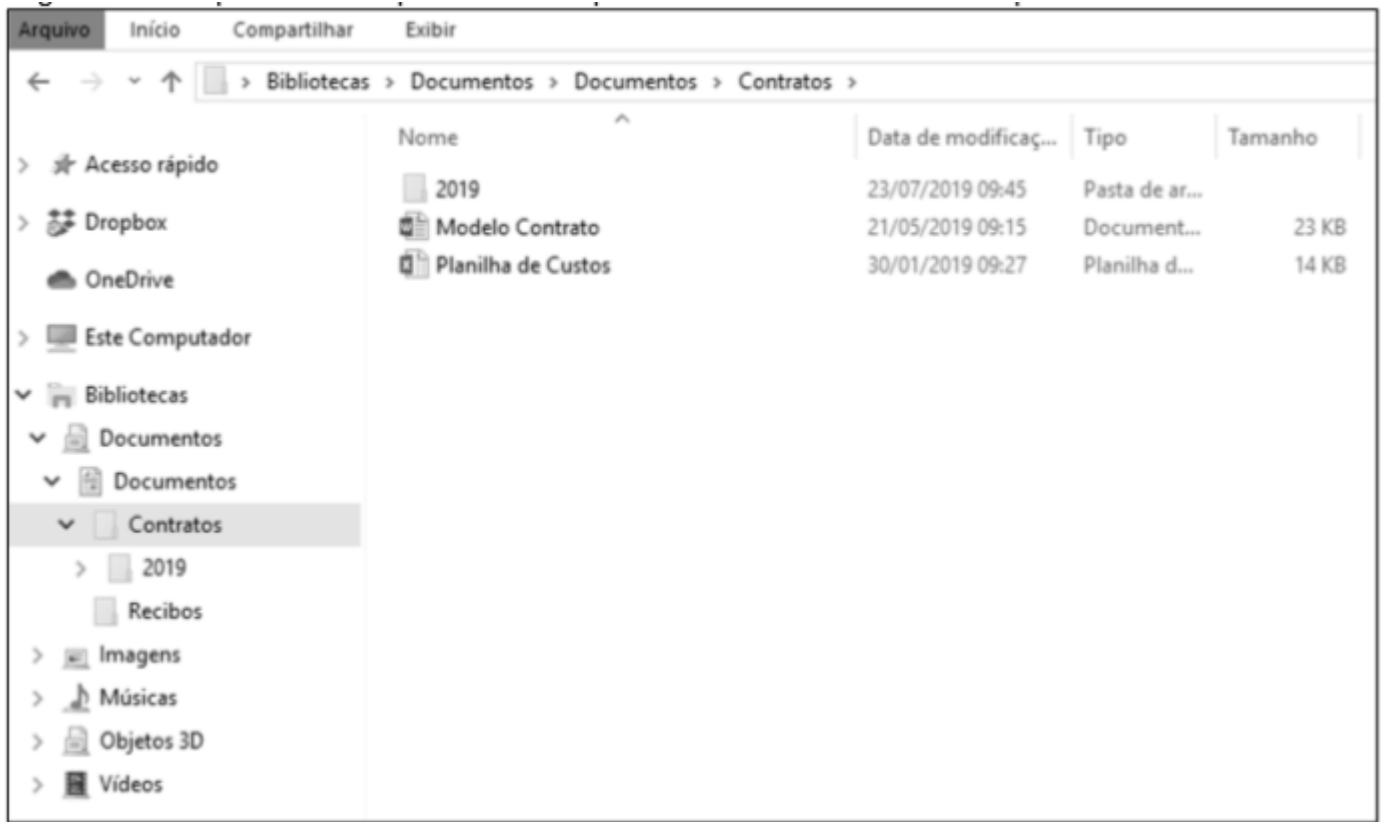 Arquivo Início Compartilhar Exibir
> Bibliotecas > Documentos > Documentos > Contratos >
Nome Data de modificaç... Tipo Tamanho
2019 23/07/2019 09:45 Pasta de ar...
Modelo Contrato 21/05/2019 09:15 Document... 23 KB
Planilha de Custos 30/01/2019 09:27 Planilha d... 14 KB
Acesso rápido
Dropbox
OneDrive
Este Computador
Bibliotecas
Documentos
Documentos
Contratos
2019
Recibos
Imagens
Músicas
Objetos 3D
Vídeos